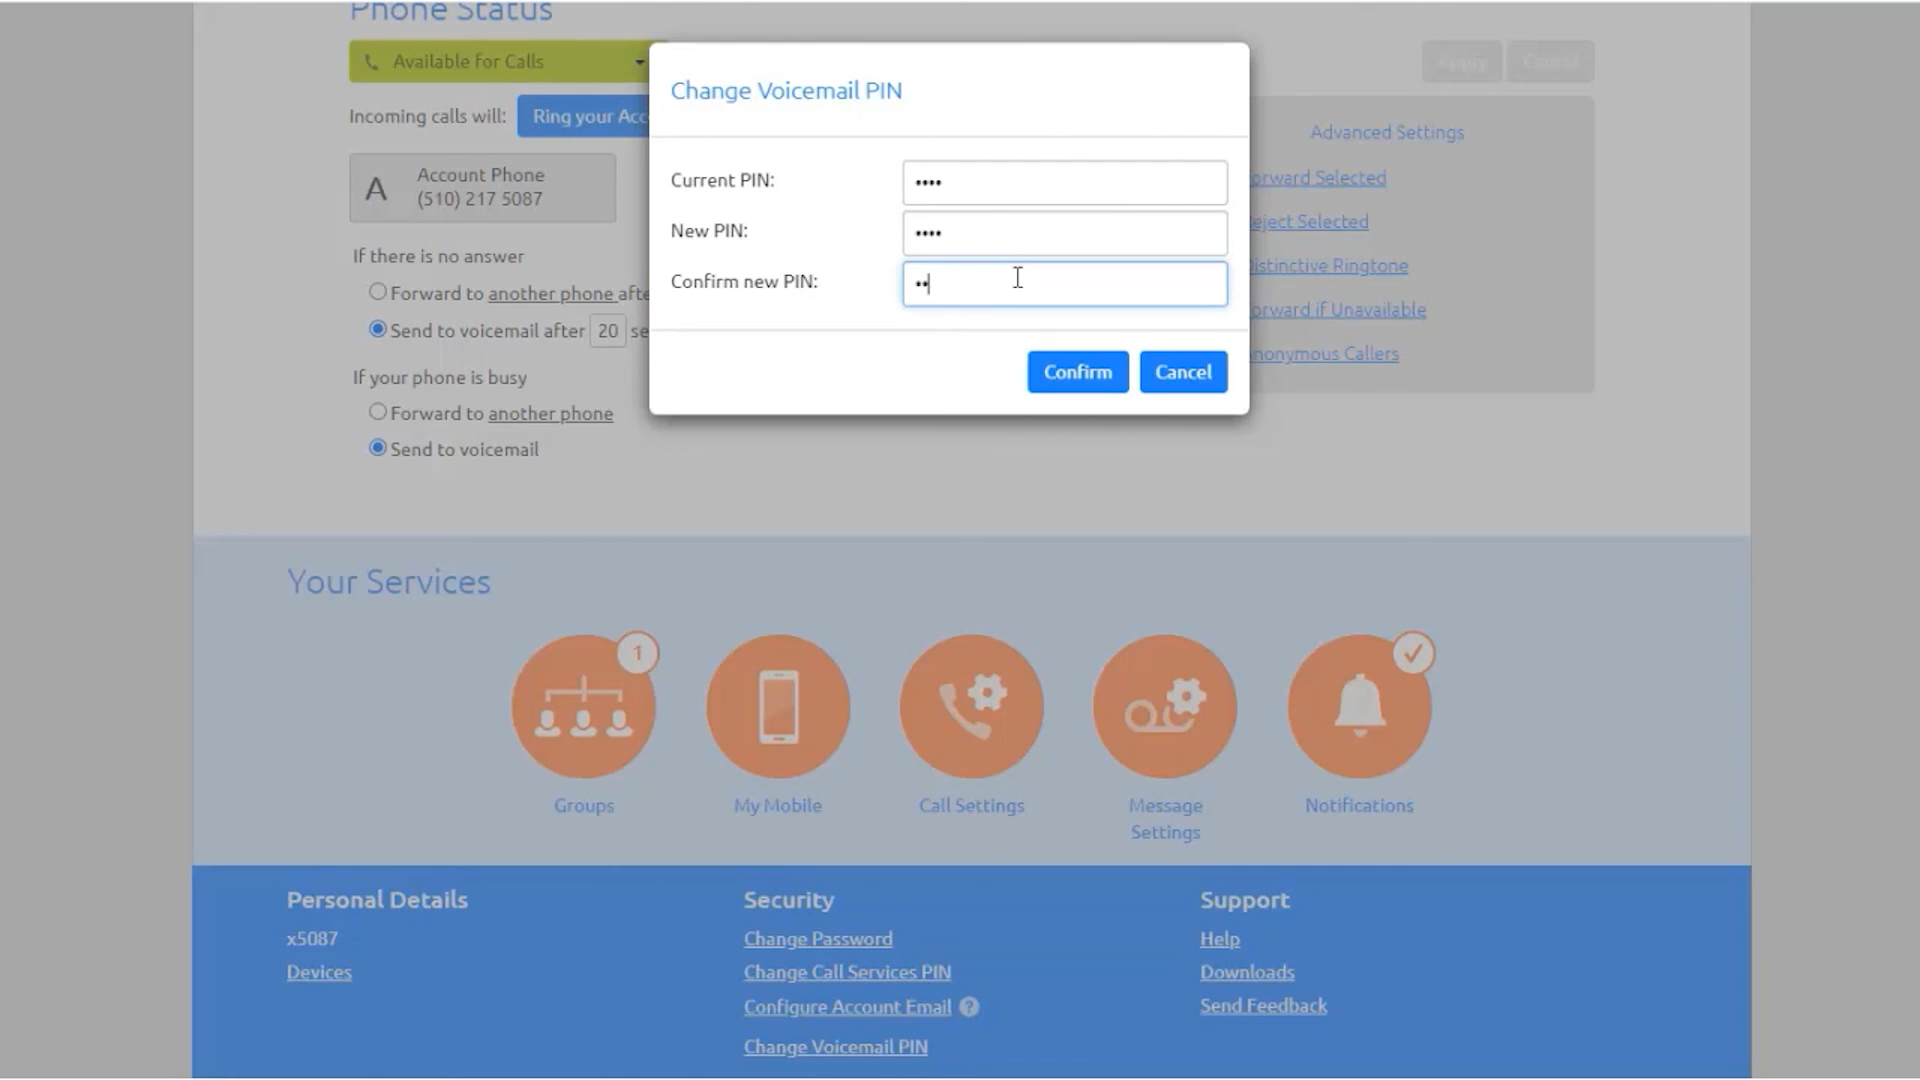 Phone Status
Available for Calls
Apply Cancel
Change Voicemail PIN
Incoming calls will: Ring your Acc
Advanced Settings
Current PIN: ••••
A Account Phone
(510) 217 5087
orward Selected
New PIN: ••••
eject Selected
If there is no answer
istinctive Ringtone
Confirm new PIN: ••
Forward to another phone afte
orward if Unavailable
Send to voicemail after 20 se
nonymous Callers
Confirm Cancel
If your phone is busy
Forward to another phone
Send to voicemail
Your Services
1
Groups
My Mobile
Call Settings
Message
Settings
Notifications
Personal Details
x5087
Devices
Security
Change Password
Change Call Services PIN
Configure Account Email ?
Change Voicemail PIN
Support
Help
Downloads
Send Feedback